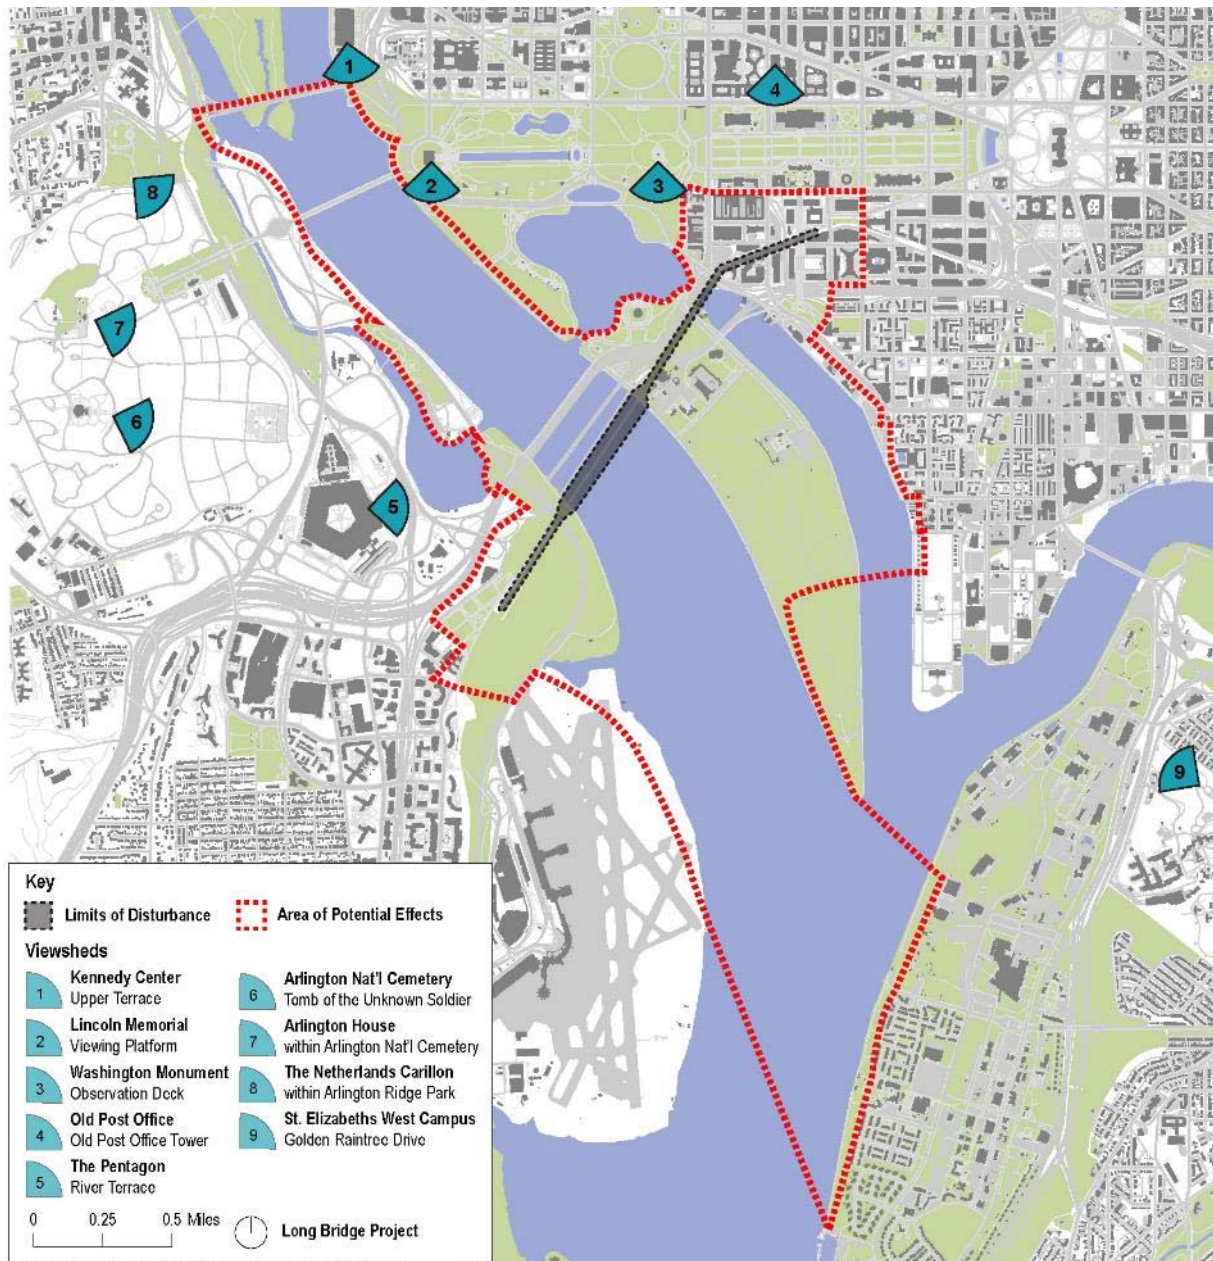 1
4
2
3
8
7
6
5
9
Key
Limits of Disturbance
Area of Potential Effects
Viewsheds
1 Kennedy Center
Upper Terrace
2 Lincoln Memorial
Viewing Platform
3 Washington Monument
Observation Deck
4 Old Post Office
Old Post Office Tower
5 The Pentagon
River Terrace
6 Arlington Nat'l Cemetery
Tomb of the Unknown Soldier
7 Arlington House
within Arlington Nat'l Cemetery
8 The Netherlands Carillon
within Arlington Ridge Park
9 St. Elizabeths West Campus
Golden Raintree Drive
0 0.25 0.5 Miles
Long Bridge Project